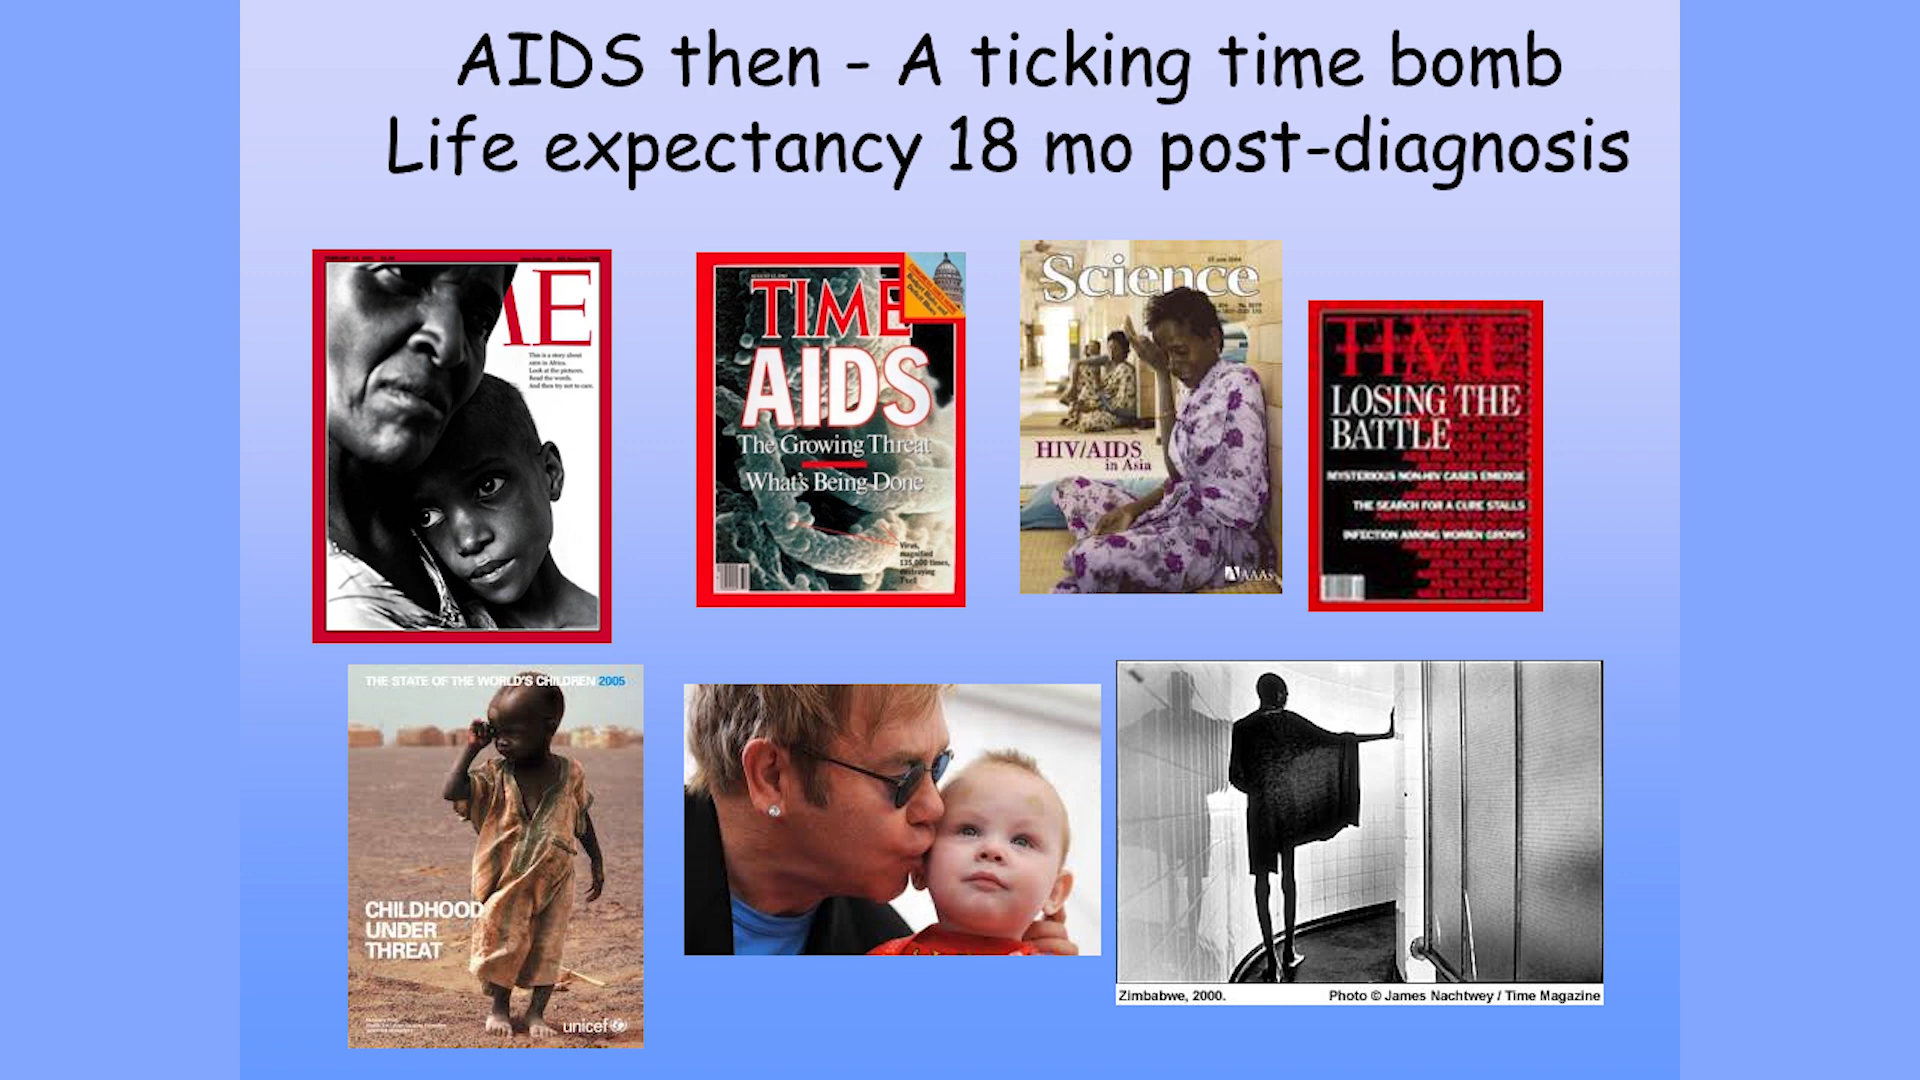 AIDS then - A ticking time bomb
Life expectancy 18 mo post-diagnosis
ME
This is a story about
AIDS in Africa.
Look at the pictures.
Read the words.
And then try not to care.
TIME
AIDS
The Growing Threat
What's Being Done
Virus,
magnified
135,000 times,
destroying
T cell
Science
HIV/AIDS
in Asia
AAAS
TIME
LOSING THE
BATTLE
MYSTERIOUS NON-HIV CASES EMERGE
THE SEARCH FOR A CURE STALLS
INFECTION AMONG WOMEN GROWS
THE STATE OF THE WORLD'S CHILDREN 2005
CHILDHOOD
UNDER
THREAT
unicef
Zimbabwe, 2000.
Photo © James Nachtwey / Time Magazine